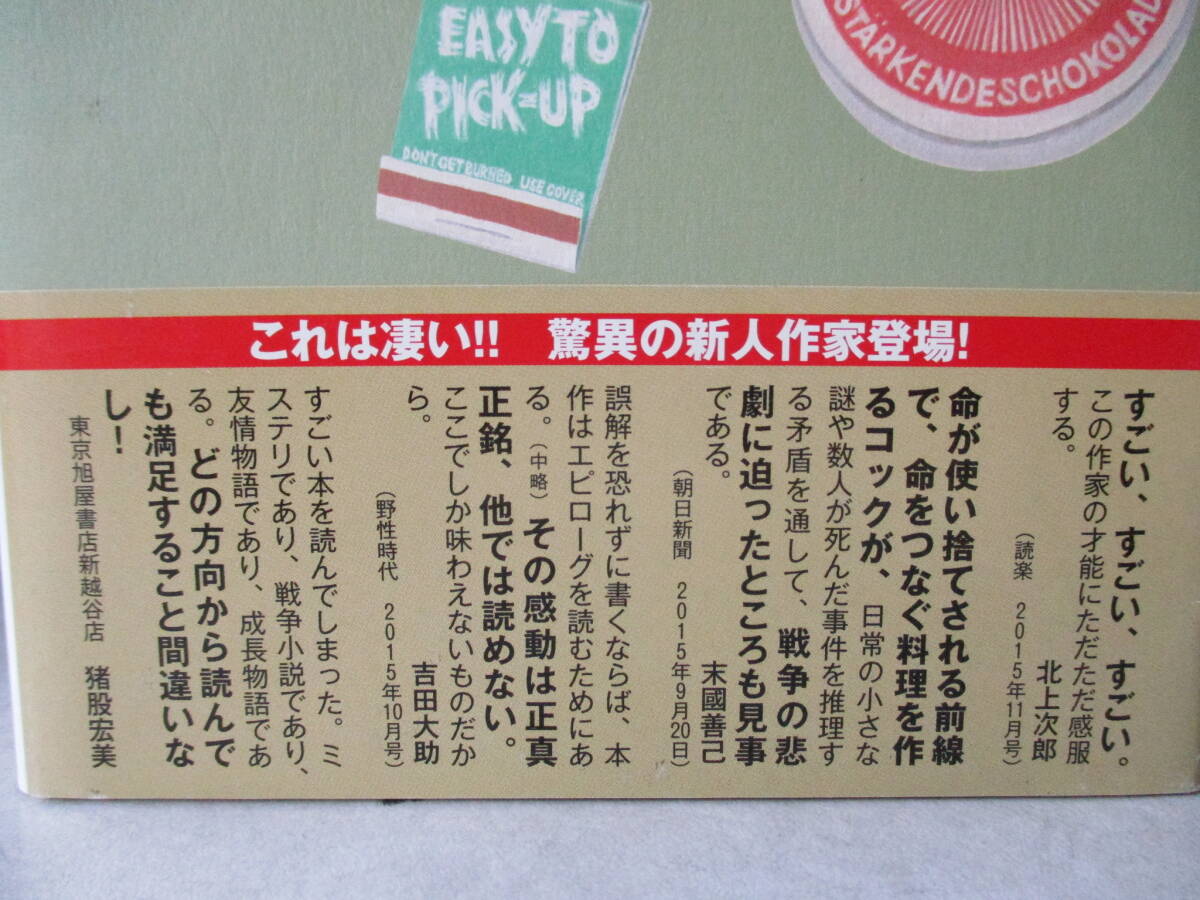 EASY TO
PICK-UP
DON'T GET BURNED USE COVER
STÄRKENDESCHOKOLAD
これは凄い!! 驚異の新人作家登場!
すごい、すごい、すごい。
この作家の才能にただただ感服
する。
北上次郎
（読楽 2015年11月号）
命が使い捨てされる前線
で、命をつなぐ料理を作
るコックが、日常の小さな
謎や数人が死んだ事件を推理す
る矛盾を通して、戦争の悲
劇に迫ったところも見事
である。
末國善己
（朝日新聞 2015年9月20日）
誤解を恐れずに書くならば、本
作はエピローグを読むためにあ
る。（中略）その感動は正真
正銘、他では読めない。
ここでしか味わえないものだか
ら。
吉田大助
（野性時代 2015年10月号）
すごい本を読んでしまった。ミ
ステリであり、戦争小説であり、
友情物語であり、成長物語であ
る。どの方向から読んで
も満足すること間違いな
し！
東京旭屋書店新越谷店 猪股宏美